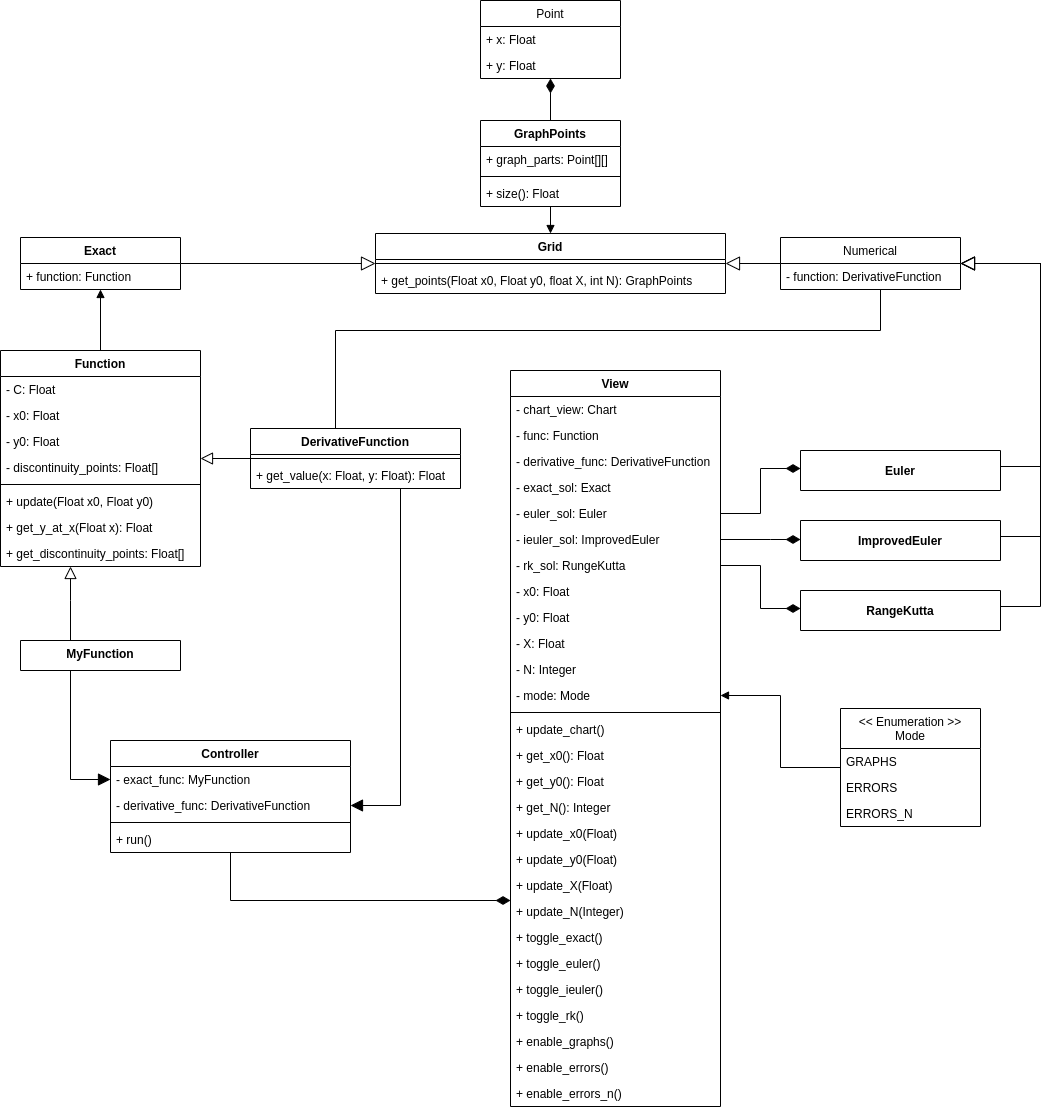 Point
+ x: Float
+ y: Float
GraphPoints
+ graph_parts: Point[][]
+ size(): Float
Exact
+ function: Function
Grid
+ get_points(Float x0, Float y0, float X, int N): GraphPoints
Numerical
- function: DerivativeFunction
Function
- C: Float
- x0: Float
- y0: Float
- discontinuity_points: Float[]
+ update(Float x0, Float y0)
+ get_y_at_x(Float x): Float
+ get_discontinuity_points: Float[]
DerivativeFunction
+ get_value(x: Float, y: Float): Float
View
- chart_view: Chart
- func: Function
- derivative_func: DerivativeFunction
- exact_sol: Exact
- euler_sol: Euler
- ieuler_sol: ImprovedEuler
- rk_sol: RungeKutta
- x0: Float
- y0: Float
- X: Float
- N: Integer
- mode: Mode
+ update_chart()
+ get_x0(): Float
+ get_y0(): Float
+ get_N(): Integer
+ update_x0(Float)
+ update_y0(Float)
+ update_X(Float)
+ update_N(Integer)
+ toggle_exact()
+ toggle_euler()
+ toggle_ieuler()
+ toggle_rk()
+ enable_graphs()
+ enable_errors()
+ enable_errors_n()
Euler
ImprovedEuler
RangeKutta
MyFunction
<< Enumeration >>
Mode
GRAPHS
ERRORS
ERRORS_N
Controller
- exact_func: MyFunction
- derivative_func: DerivativeFunction
+ run()